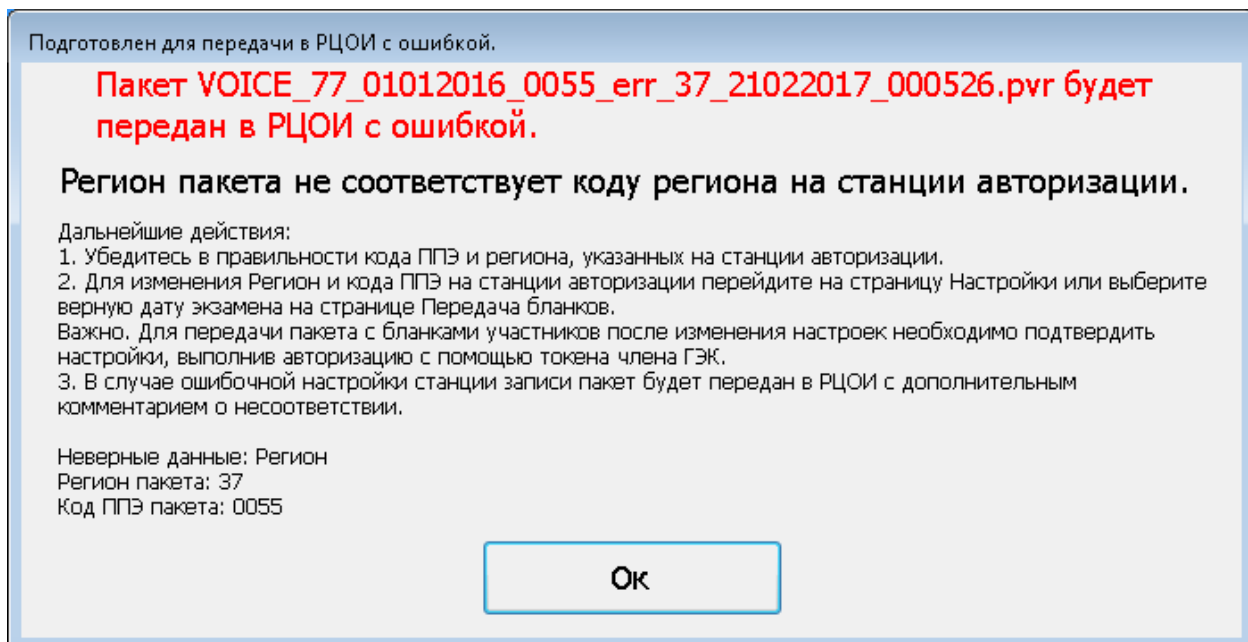 Подготовлен для передачи в РЦОИ с ошибкой.
Пакет VOICE_77_01012016_0055_err_37_21022017_000526.pvr будет
передан в РЦОИ с ошибкой.
Регион пакета не соответствует коду региона на станции авторизации.
Дальнейшие действия:
1. Убедитесь в правильности кода ППЭ и региона, указанных на станции авторизации.
2. Для изменения Регион и кода ППЭ на станции авторизации перейдите на страницу Настройки или выберите
верную дату экзамена на странице Передача бланков.
Важно. Для передачи пакета с бланками участников после изменения настроек необходимо подтвердить
настройки, выполнив авторизацию с помощью токена члена ГЭК.
3. В случае ошибочной настройки станции записи пакет будет передан в РЦОИ с дополнительным
комментарием о несоответствии.
Неверные данные: Регион
Регион пакета: 37
Код ППЭ пакета: 0055
Ок